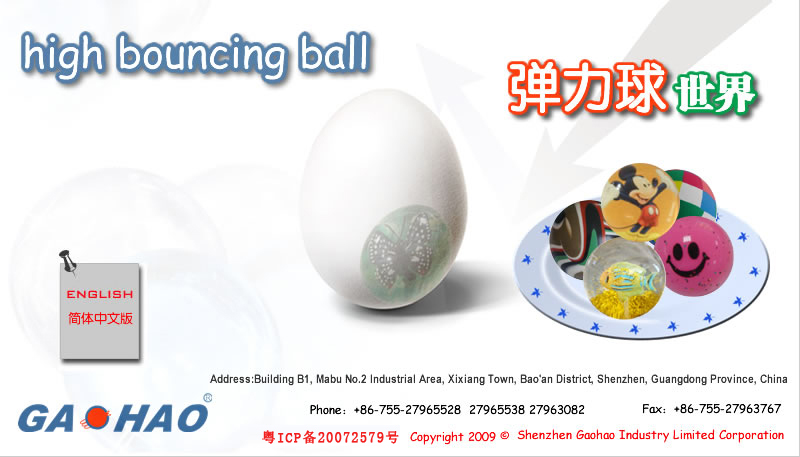 high bouncing ball
弹力球世界
ENGLISH
简体中文版
Address:Building B1, Mabu No.2 Industrial Area, Xixiang Town, Bao'an District, Shenzhen, Guangdong Province, China
GAOHAO®
Phone: +86-755-27965528 27965538 27963082
Fax: +86-755-27963767
粤ICP备20072579号 Copyright 2009 © Shenzhen Gaohao Industry Limited Corporation